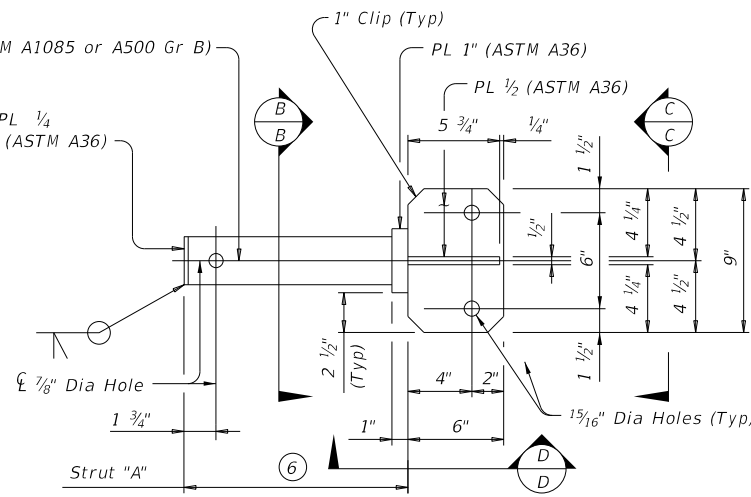 1" Clip (Typ)
M A1085 or A500 Gr B)
PL 1" (ASTM A36)
PL 1/2 (ASTM A36)
PL 1/4
(ASTM A36)
B
B
C
C
5 3/4"
1/4"
1 1/2"
1/2"
6"
4 1/4"
4 1/2"
9"
4 1/4"
4 1/2"
1 1/2"
2 1/2"
(Typ)
℄ 7/8" Dia Hole
4"
2"
15/16" Dia Holes (Typ,
1 3/4"
1"
6"
Strut "A"
6
D
D